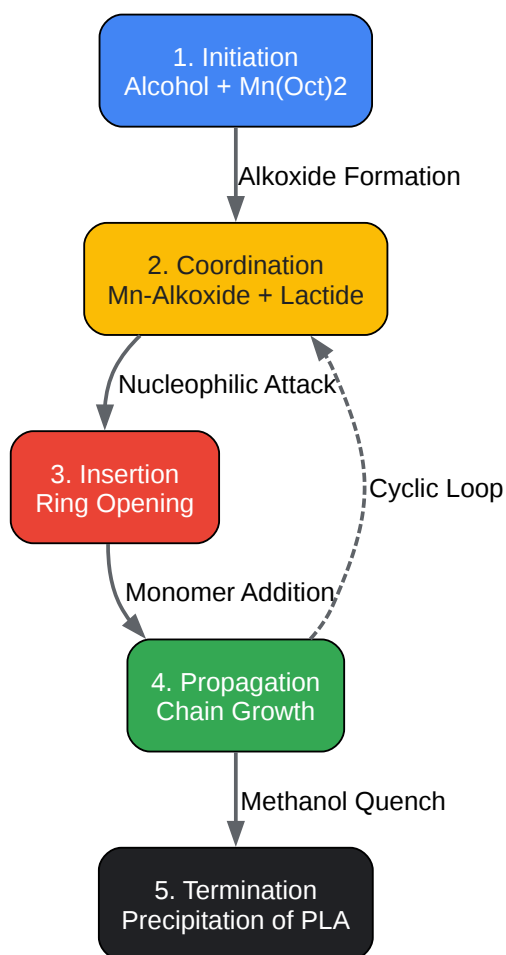 1. Initiation
Alcohol + Mn(Oct)2
Alkoxide Formation
2. Coordination
Mn-Alkoxide + Lactide
Nucleophilic Attack
3. Insertion
Ring Opening
Cyclic Loop
Monomer Addition
4. Propagation
Chain Growth
Methanol Quench
5. Termination
Precipitation of PLA